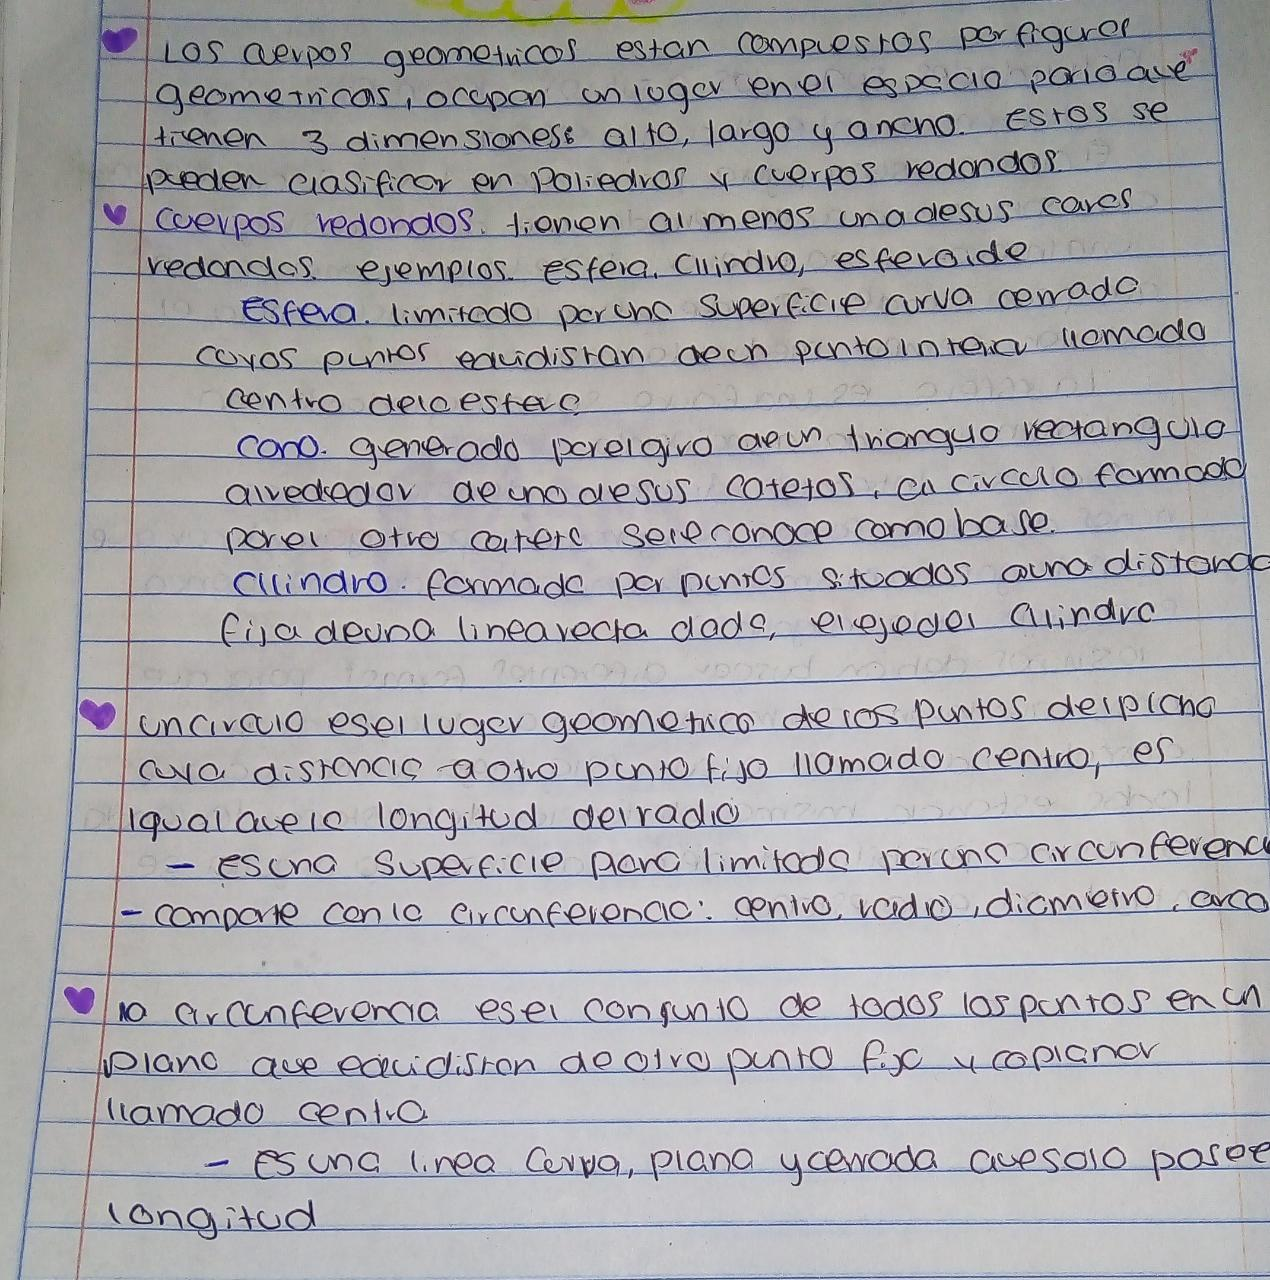 Los cuerpos geometricos estan compuestos por figuras
geometricas, ocupan un lugar en el espacio por lo que
tienen 3 dimensiones: alto, largo y ancho. Estos se
pueden clasificar en Poliedros y cuerpos redondos.
cuerpos redondos. tienen al menos una de sus caras
redondas. ejemplos. esfera, cilindro, esferoide
Esfera. limitado por una superficie curva cerrada
cuyos puntos equidistan de un punto interior llamado
centro de la esfera
cono. generado por el giro de un triangulo rectangulo
alrededor de uno de sus catetos, al circulo formado
por el otro cateto se le conoce como base.
cilindro. formado por puntos situados a una distancia
fija de una linea recta dada, el eje del cilindro
un circulo es el lugar geometrico de los puntos del plano
cuya distancia a otro punto fijo llamado centro, es
igual que la longitud del radio
- es una superficie plana limitada por una circunferencia
- comparte con la circunferencia: centro, radio, diametro, arco
la circunferencia es el conjunto de todos los puntos en un
plano que equidistan de otro punto fijo y coplanar
llamado centro
- es una linea curva, plana y cerrada que solo posee
longitud